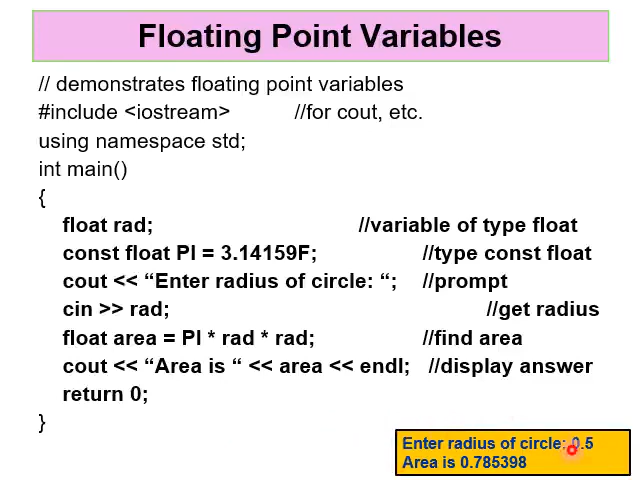 Floating Point Variables
// demonstrates floating point variables
#include <iostream> //for cout, etc.
using namespace std;
int main()
{
float rad; //variable of type float
const float PI = 3.14159F; //type const float
cout << “Enter radius of circle: “; //prompt
cin >> rad; //get radius
float area = PI * rad * rad; //find area
cout << “Area is “ << area << endl; //display answer
return 0;
}
Enter radius of circle: 0.5
Area is 0.785398